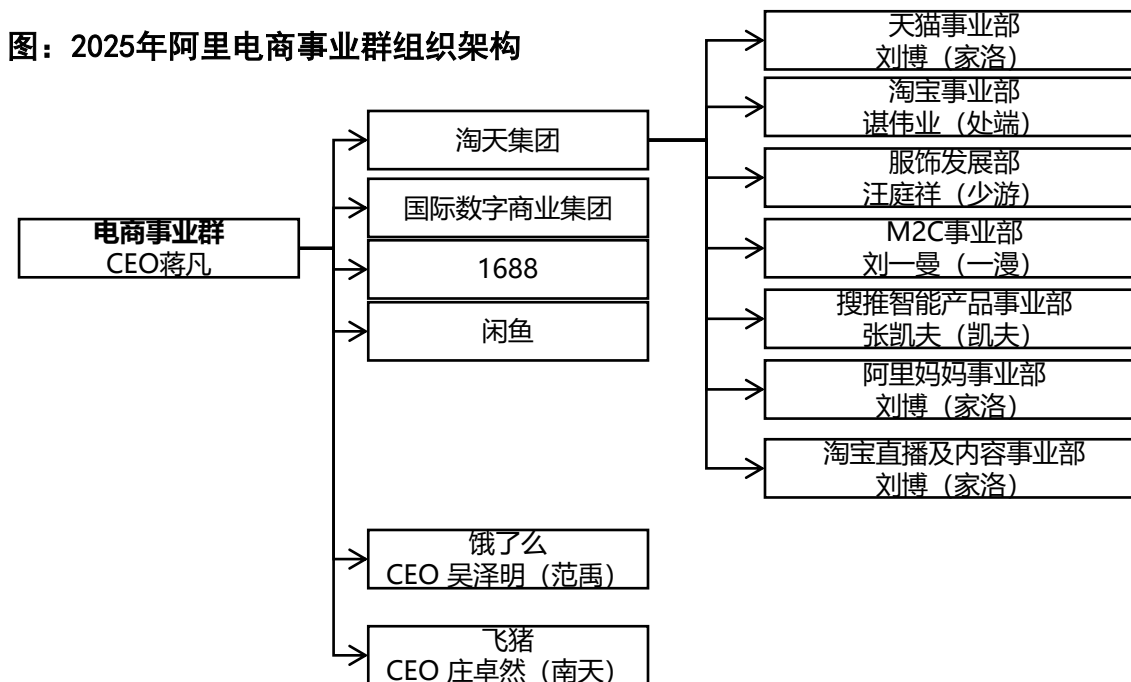 图：2025年阿里电商事业群组织架构
电商事业群
CEO蒋凡
淘天集团
国际数字商业集团
1688
闲鱼
饿了么
CEO 吴泽明（范禹）
飞猪
CEO 庄卓然（南天）
天猫事业部
刘博（家洛）
淘宝事业部
谌伟业（处端）
服饰发展部
汪庭祥（少游）
M2C事业部
刘一曼（一漫）
搜推智能产品事业部
张凯夫（凯夫）
阿里妈妈事业部
刘博（家洛）
淘宝直播及内容事业部
刘博（家洛）